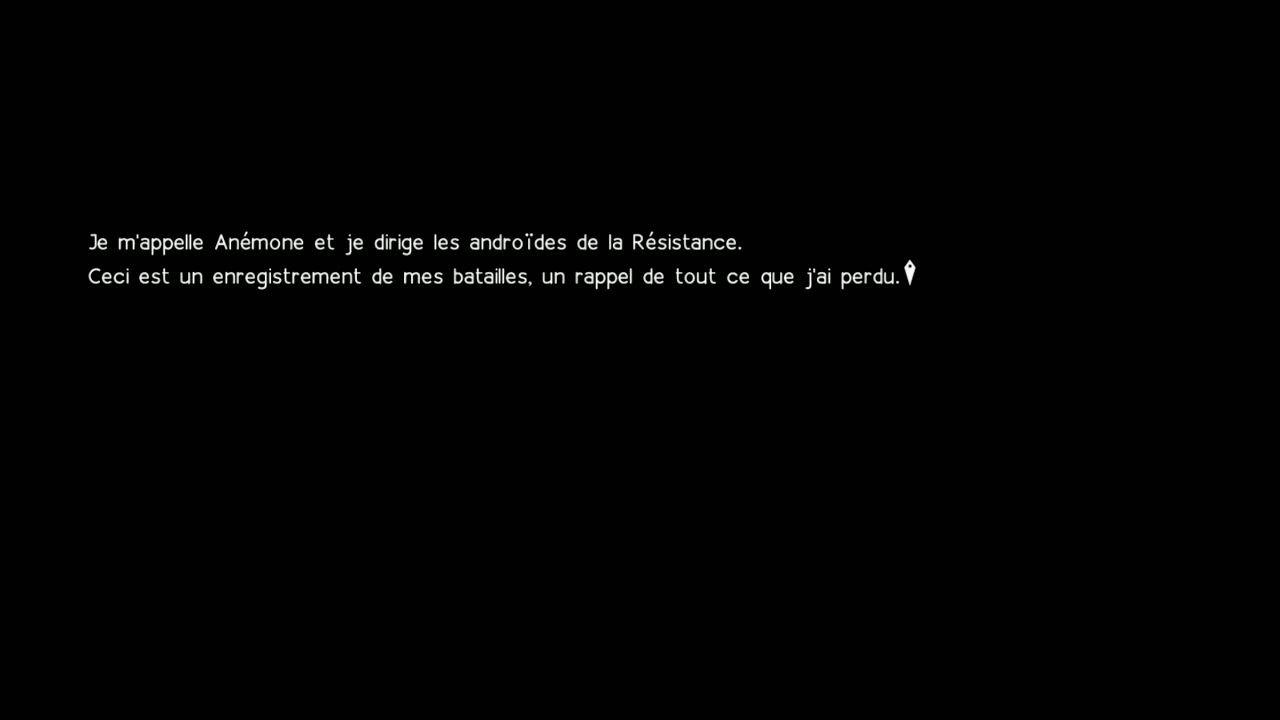 Je m'appelle Anémone et je dirige les androïdes de la Résistance.
Ceci est un enregistrement de mes batailles, un rappel de tout ce que j'ai perdu.